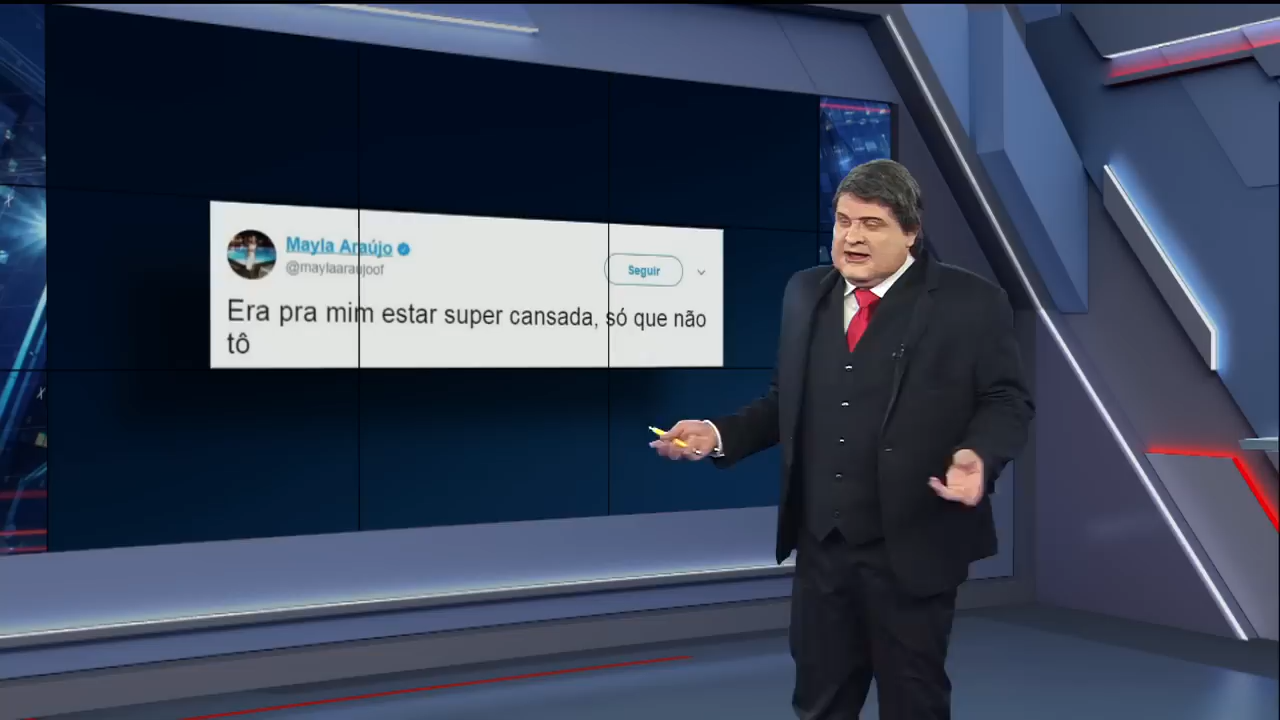 Mayla Araújo
@maylaaraujoof
Seguir
Era pra mim estar super cansada, só que não
tô